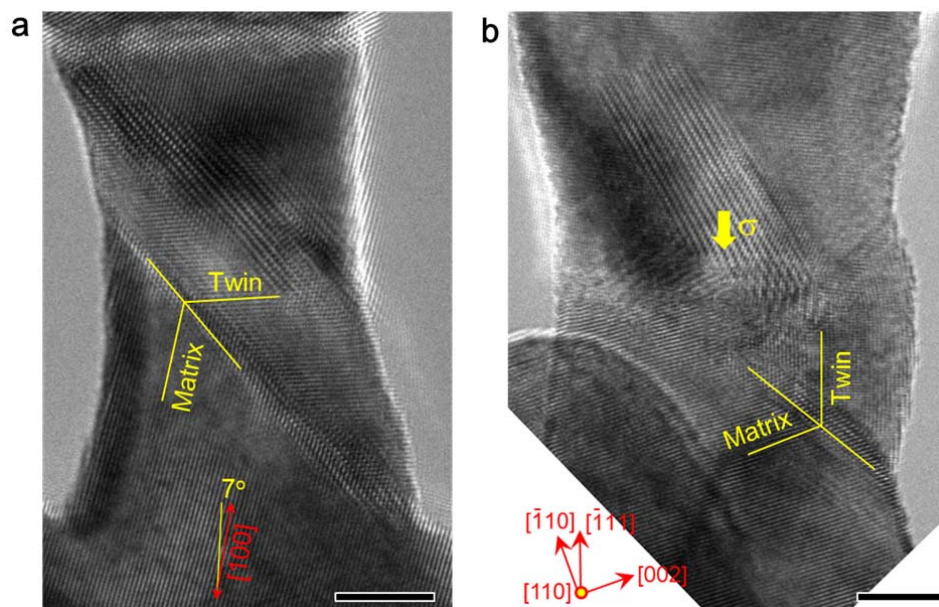 a
b
Twin
Matrix
7°
[100]
σ
Twin
Matrix
[1̄10]
[1̄11]
[110]
[002]